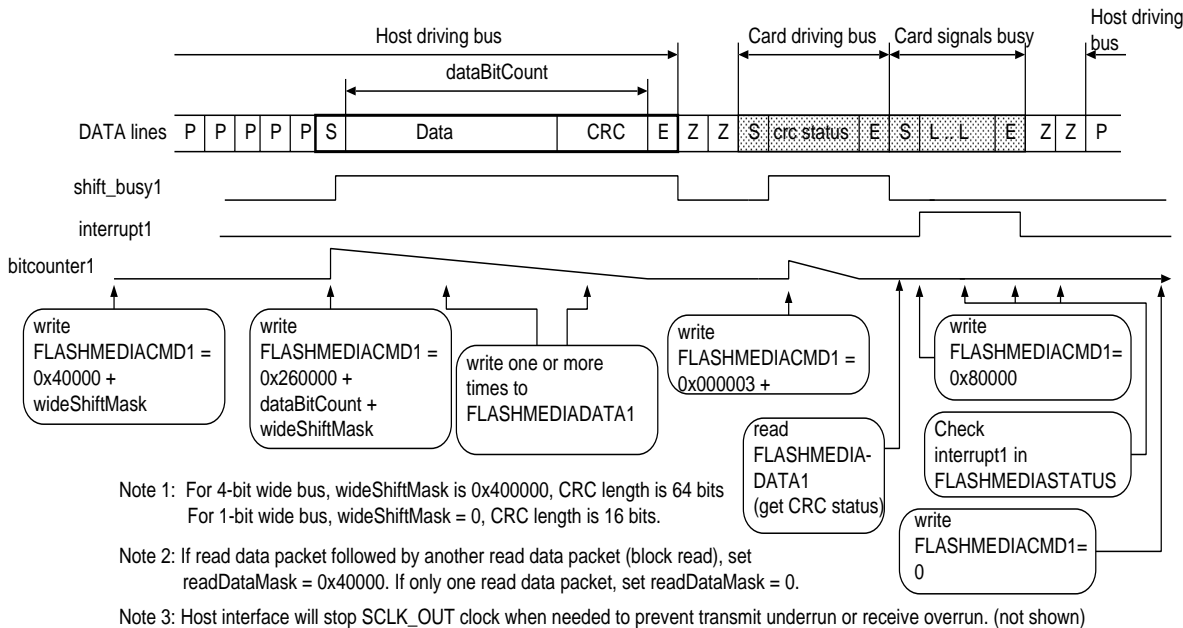 Host driving bus
Card driving bus
Card signals busy
Host driving
bus
dataBitCount
DATA lines P P P P P S Data CRC E Z Z S crc status E S L .. L E Z Z P
shift_busy1
interrupt1
bitcounter1
write
FLASHMEDIACMD1 =
0x40000 +
wideShiftMask
write
FLASHMEDIACMD1 =
0x260000 +
dataBitCount +
wideShiftMask
write one or more
times to
FLASHMEDIADATA1
write
FLASHMEDIACMD1 =
0x000003 +
write
FLASHMEDIACMD1=
0x80000
read
FLASHMEDIA-
DATA1
(get CRC status)
Check
interrupt1 in
FLASHMEDIASTATUS
write
FLASHMEDIACMD1=
0
Note 1: For 4-bit wide bus, wideShiftMask is 0x400000, CRC length is 64 bits
For 1-bit wide bus, wideShiftMask = 0, CRC length is 16 bits.
Note 2: If read data packet followed by another read data packet (block read), set
readDataMask = 0x40000. If only one read data packet, set readDataMask = 0.
Note 3: Host interface will stop SCLK_OUT clock when needed to prevent transmit underrun or receive overrun. (not shown)